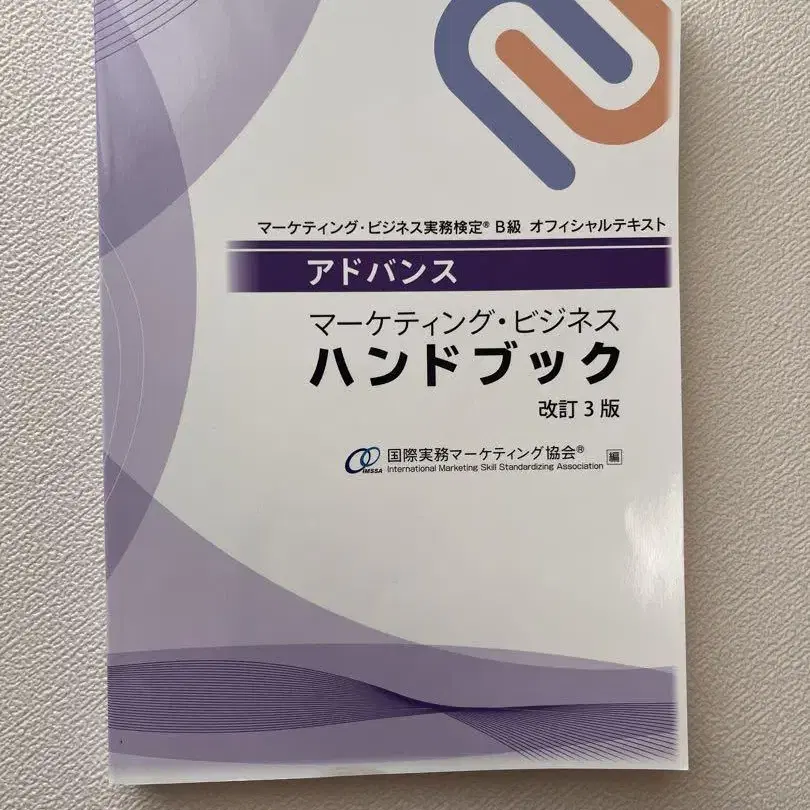 マーケティング・ビジネス実務検定® B級 オフィシャルテキスト
アドバンス
マーケティング・ビジネス
ハンドブック
改訂3版
IMSSA 国際実務マーケティング協会® 編
International Marketing Skill Standardizing Association